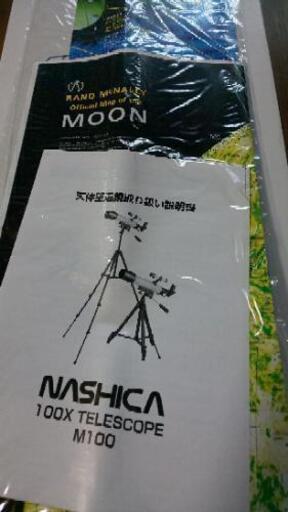 RAND McNALLY
Official Map of the
MOON
天体望遠鏡取り扱い説明書
NASHICA
100X TELESCOPE
M100